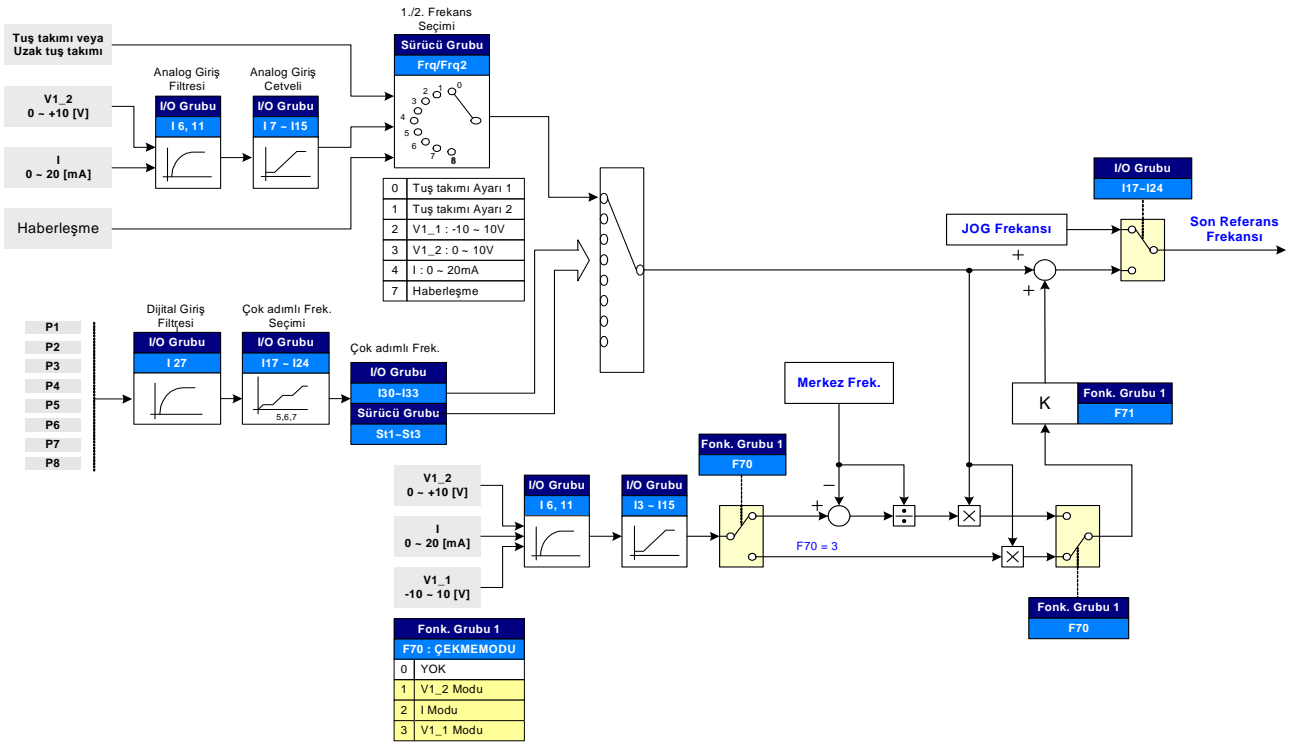 1./2. Frekans
Seçimi
Tuş takımı veya
Uzak tuş takımı
Sürücü Grubu
Frq/Frq2
Analog Giriş
Filtresi
Analog Giriş
Cetveli
V1_2
0 ~ +10 [V]
I/O Grubu
I 6, 11
I/O Grubu
I 7 ~ I15
0
1
2
3
4
5
6
7
8
I
0 ~ 20 [mA]
Haberleşme
0 Tuş takımı Ayarı 1
1 Tuş takımı Ayarı 2
2 V1_1 : -10 ~ 10V
3 V1_2 : 0 ~ 10V
4 I : 0 ~ 20mA
7 Haberleşme
I/O Grubu
I17~I24
JOG Frekansı
Son Referans
Frekansı
+
+
Dijital Giriş
Filtresi
Çok adımlı Frek.
Seçimi
P1
P2
P3
P4
P5
P6
P7
P8
I/O Grubu
I 27
I/O Grubu
I17 ~ I24
5,6,7
Çok adımlı Frek.
I/O Grubu
I30~I33
Sürücü Grubu
St1~St3
Merkez Frek.
K
Fonk. Grubu 1
F71
Fonk. Grubu 1
F70
V1_2
0 ~ +10 [V]
I
0 ~ 20 [mA]
V1_1
-10 ~ 10 [V]
I/O Grubu
I 6, 11
I/O Grubu
I3 ~ I15
−
+
÷
×
F70 = 3
×
Fonk. Grubu 1
F70
Fonk. Grubu 1
F70 : ÇEKMEMODU
0 YOK
1 V1_2 Modu
2 I Modu
3 V1_1 Modu